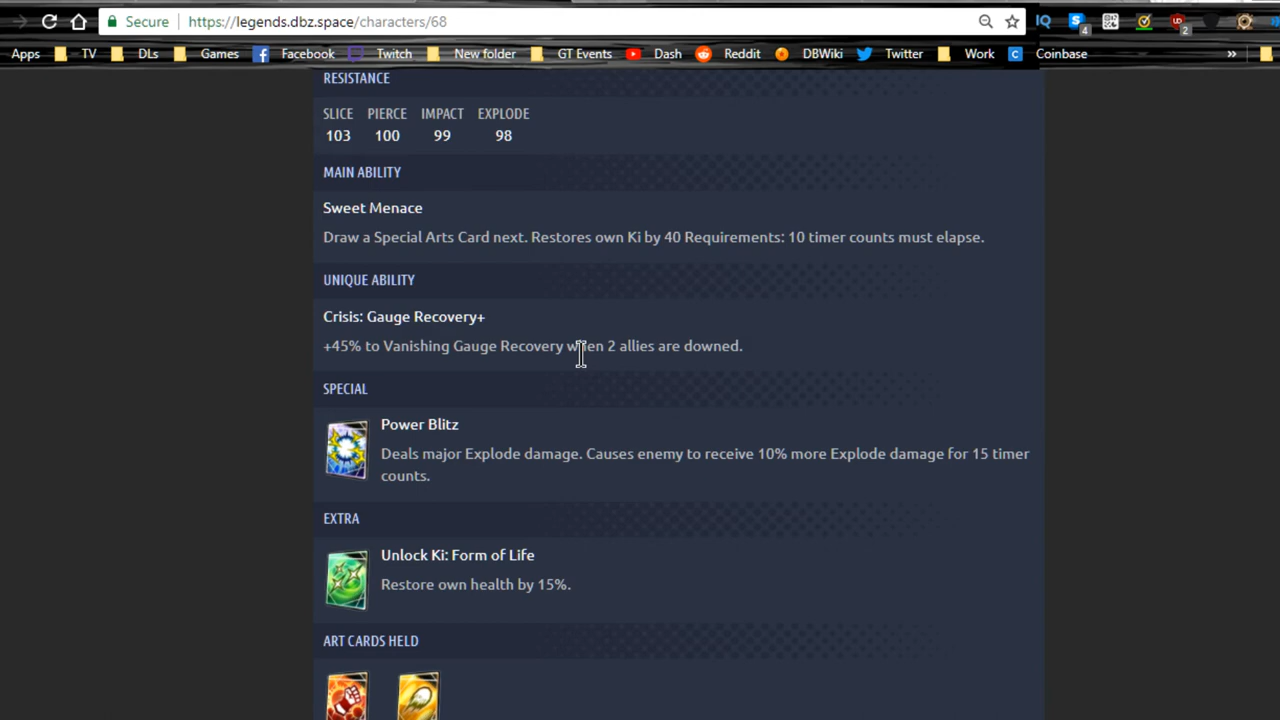 Secure https://legends.dbz.space/characters/68 IQ 4 UD 2
Apps TV DLs Games Facebook Twitch New folder GT Events Dash Reddit DBWiki Twitter Work C Coinbase »
RESISTANCE
SLICE PIERCE IMPACT EXPLODE
103 100 99 98
MAIN ABILITY
Sweet Menace
Draw a Special Arts Card next. Restores own Ki by 40 Requirements: 10 timer counts must elapse.
UNIQUE ABILITY
Crisis: Gauge Recovery+
+45% to Vanishing Gauge Recovery when 2 allies are downed.
SPECIAL
Power Blitz
Deals major Explode damage. Causes enemy to receive 10% more Explode damage for 15 timer
counts.
EXTRA
Unlock Ki: Form of Life
Restore own health by 15%.
ART CARDS HELD